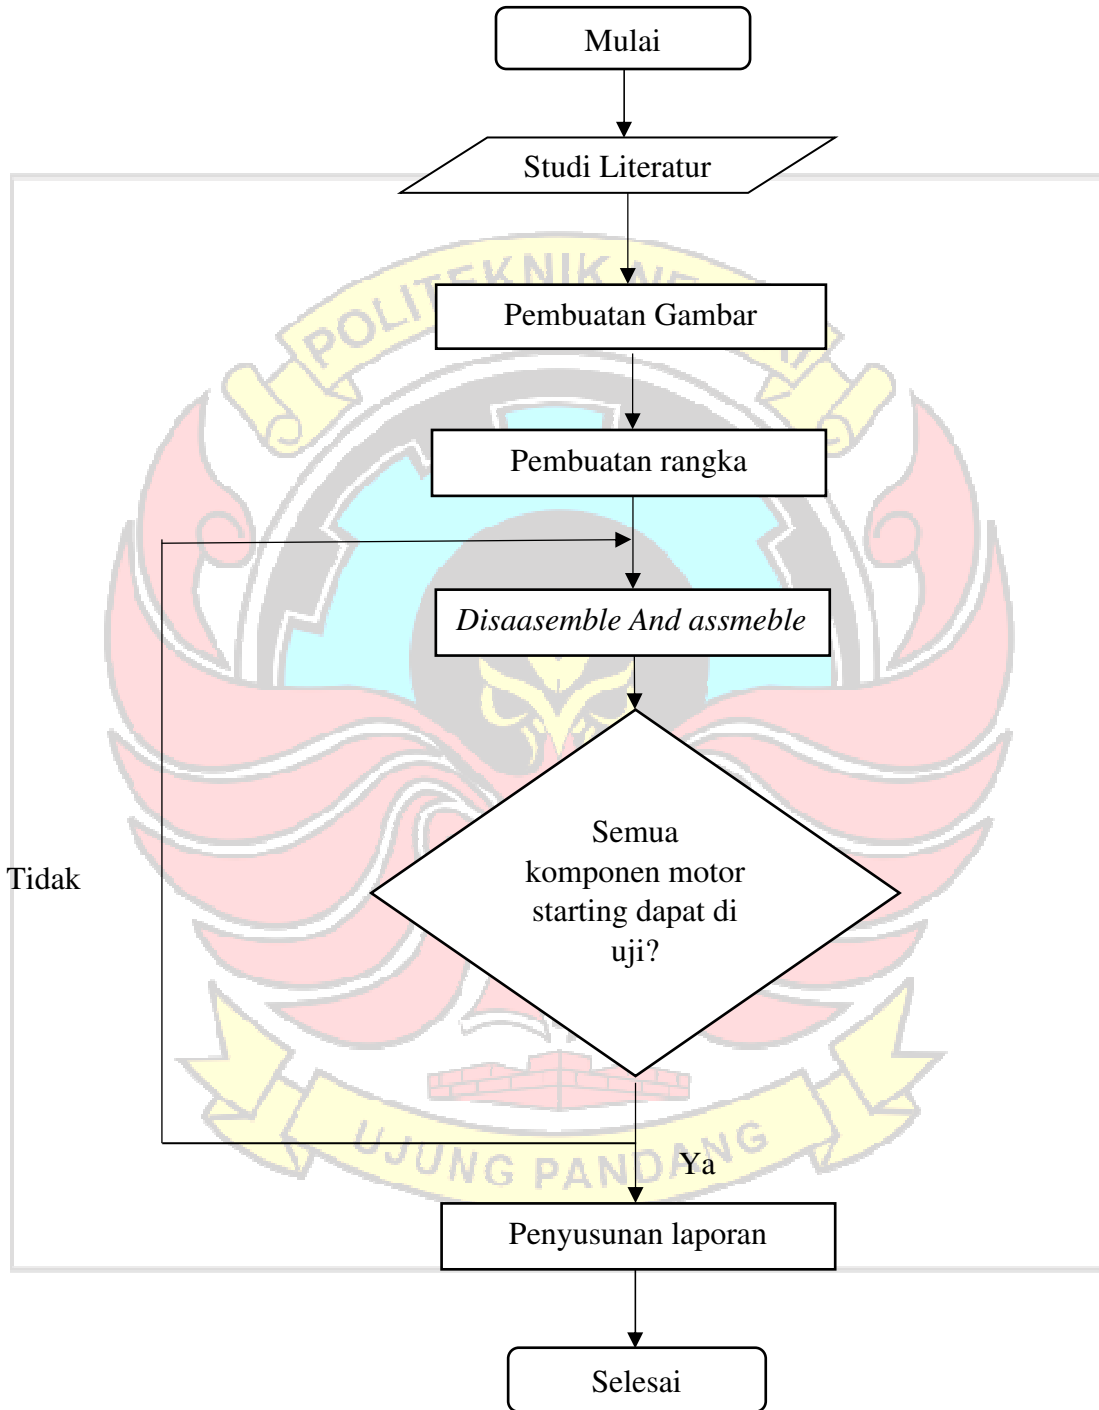 Mulai
Studi Literatur
POLITEKNIK NE
Pembuatan Gambar
Pembuatan rangka
Disaasemble And assmeble
Semua
komponen motor
starting dapat di
uji?
Tidak
UJUNG PANDANG
Ya
Penyusunan laporan
Selesai